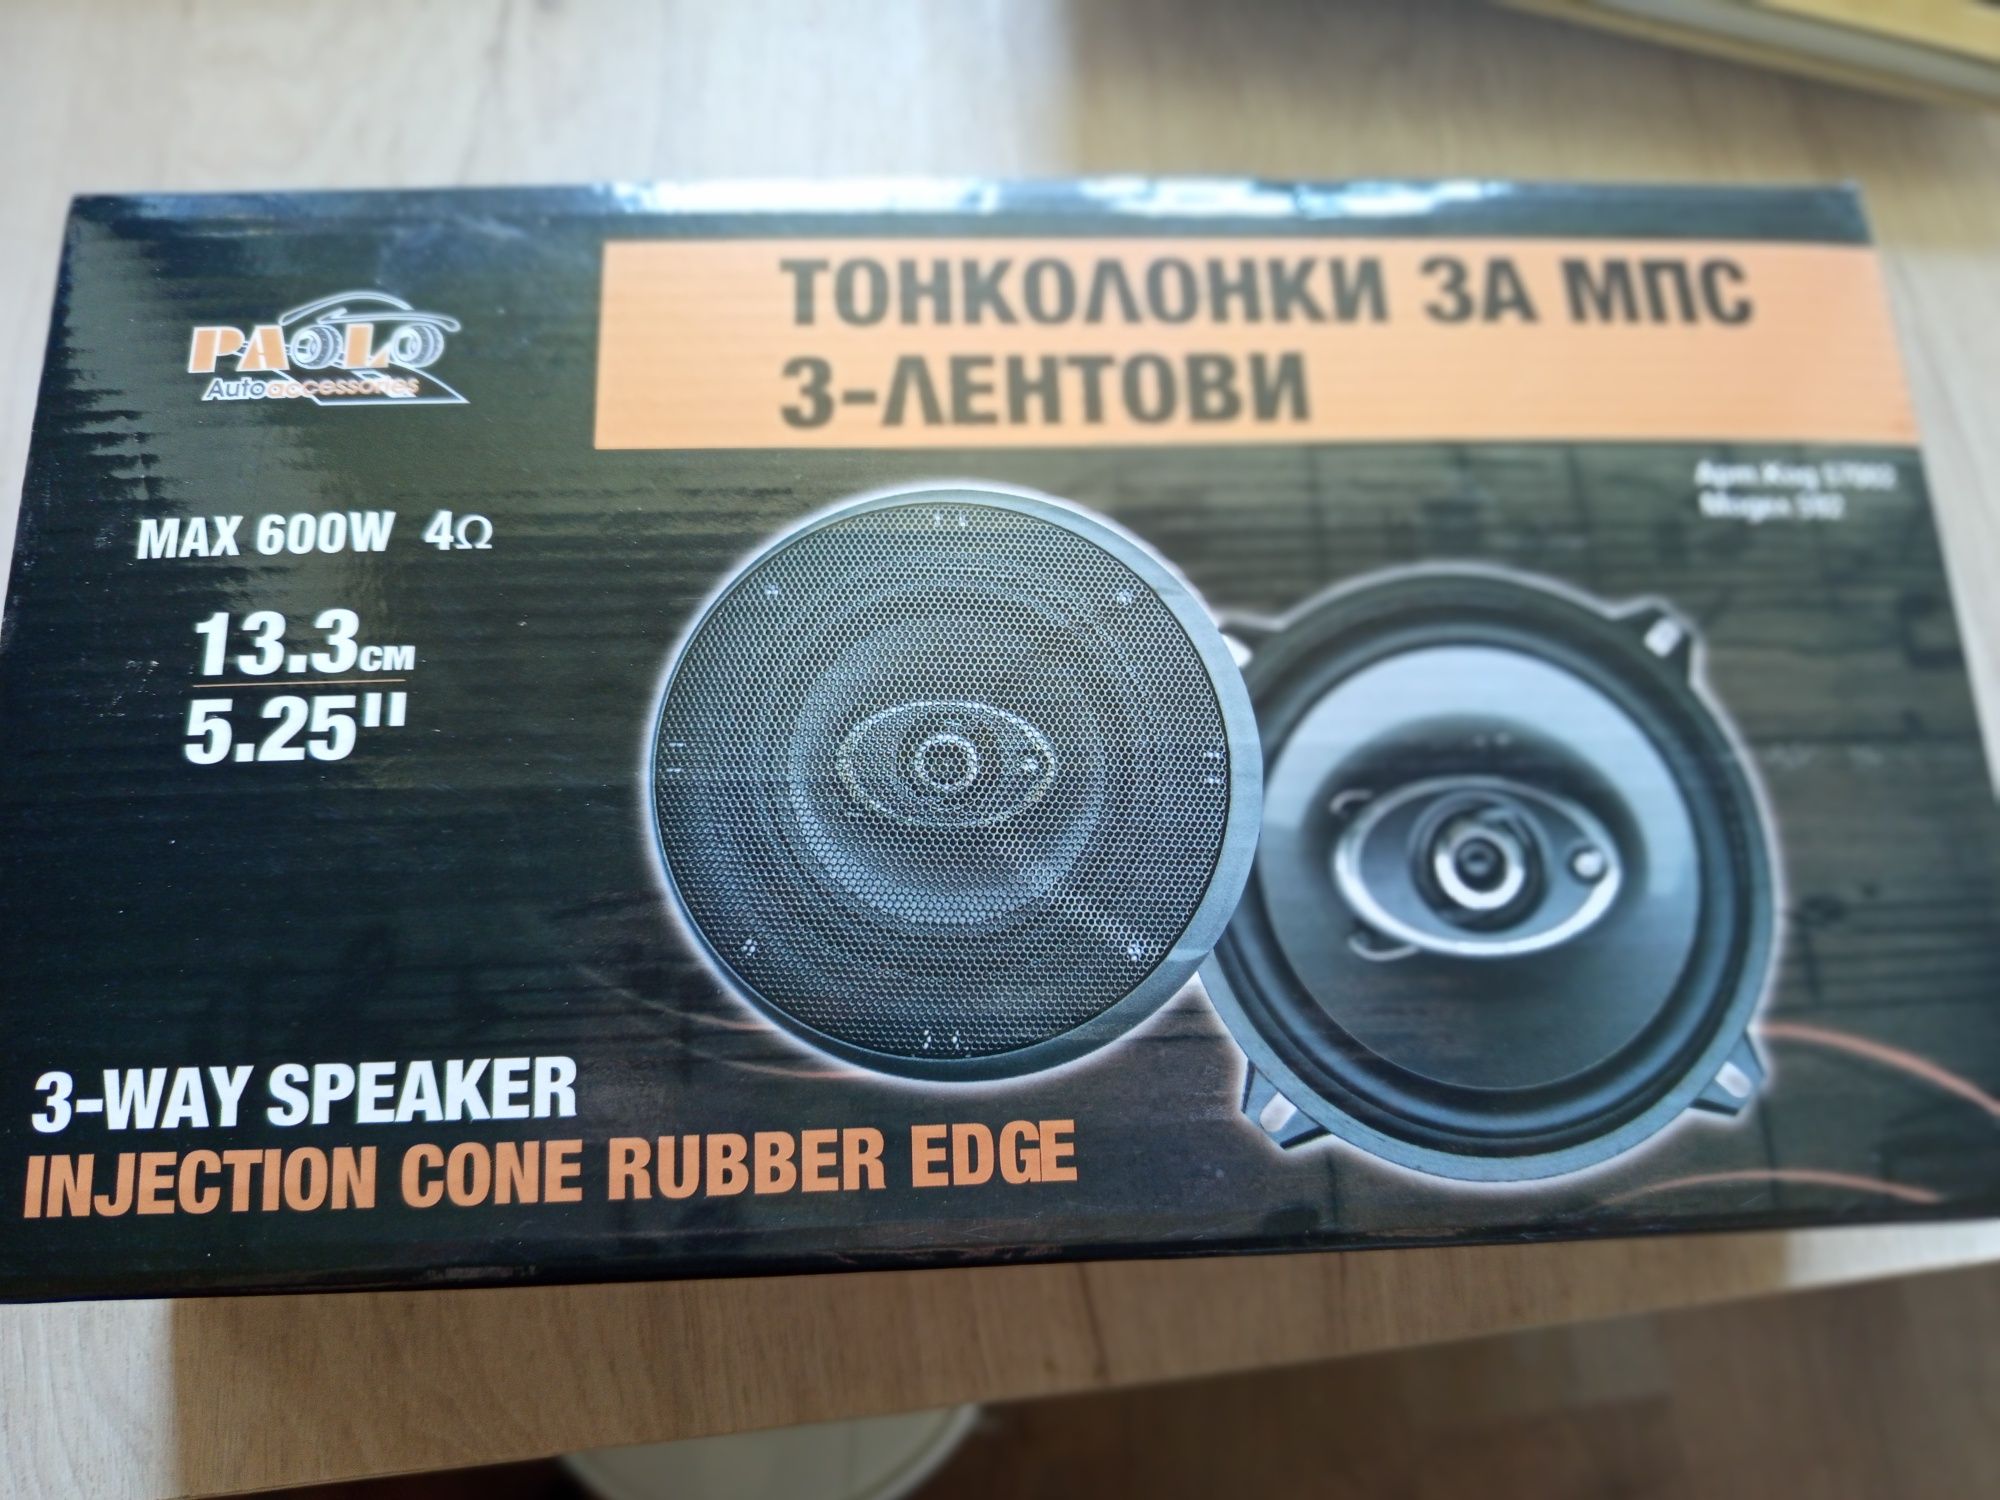 PAOLO
Autoaccessories
ТОНКОЛОНКИ ЗА МПС
3-ЛЕНТОВИ
MAX 600W 4Ω
13.3CM
5.25"
3-WAY SPEAKER
INJECTION CONE RUBBER EDGE